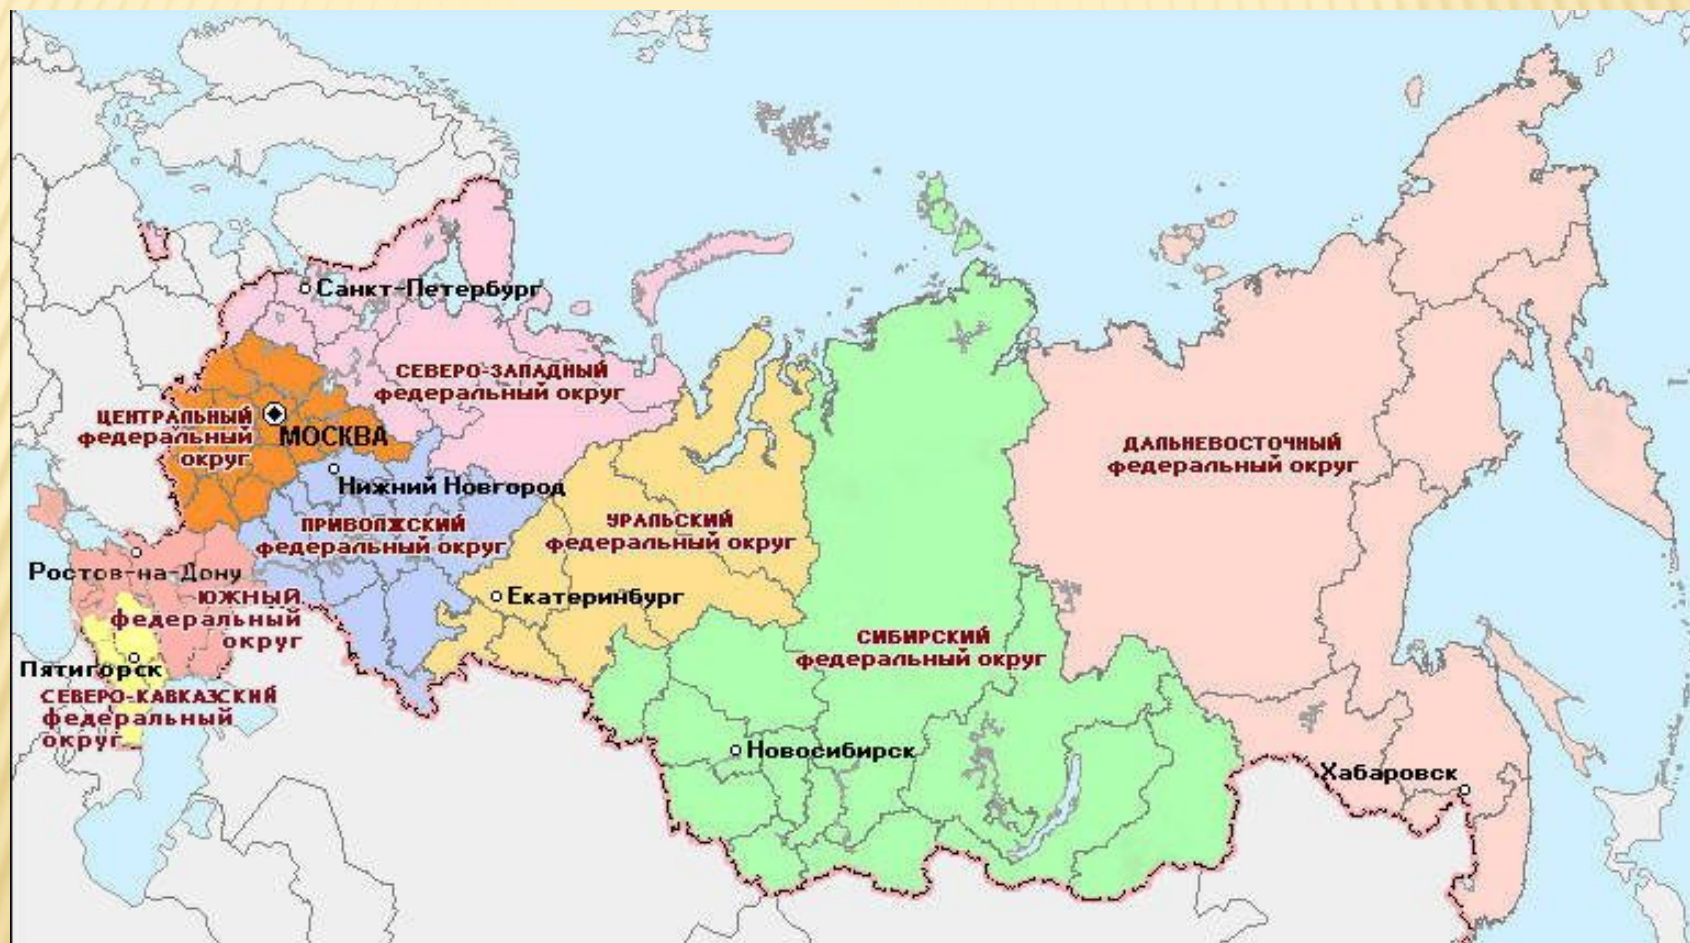 Санкт-Петербург
СЕВЕРО-ЗАПАДНЫЙ
федеральный округ
ЦЕНТРАЛЬНЫЙ
федеральный
округ
МОСКВА
Нижний Новгород
ПРИВОЛЖСКИЙ
федеральный округ
УРАЛЬСКИЙ
федеральный округ
ДАЛЬНЕВОСТОЧНЫЙ
федеральный округ
Ростов-на-Дону
ЮЖНЫЙ
федеральный
округ
Екатеринбург
СИБИРСКИЙ
федеральный округ
Пятигорск
СЕВЕРО-КАВКАЗСКИЙ
федеральный
округ
Новосибирск
Хабаровск